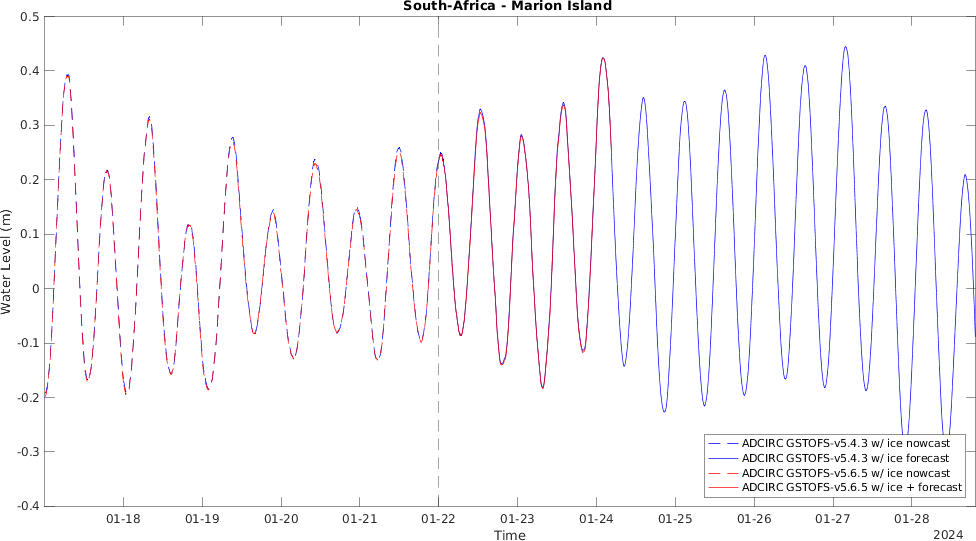 South-Africa - Marion Island
0.5
0.4
0.3
0.2
0.1
0
-0.1
-0.2
-0.3
-0.4
Water Level (m)
ADCIRC GSTOFS-v5.4.3 w/ ice nowcast
ADCIRC GSTOFS-v5.4.3 w/ ice forecast
ADCIRC GSTOFS-v5.6.5 w/ ice nowcast
ADCIRC GSTOFS-v5.6.5 w/ ice + forecast
01-18 01-19 01-20 01-21 01-22 01-23 01-24 01-25 01-26 01-27 01-28
Time
2024